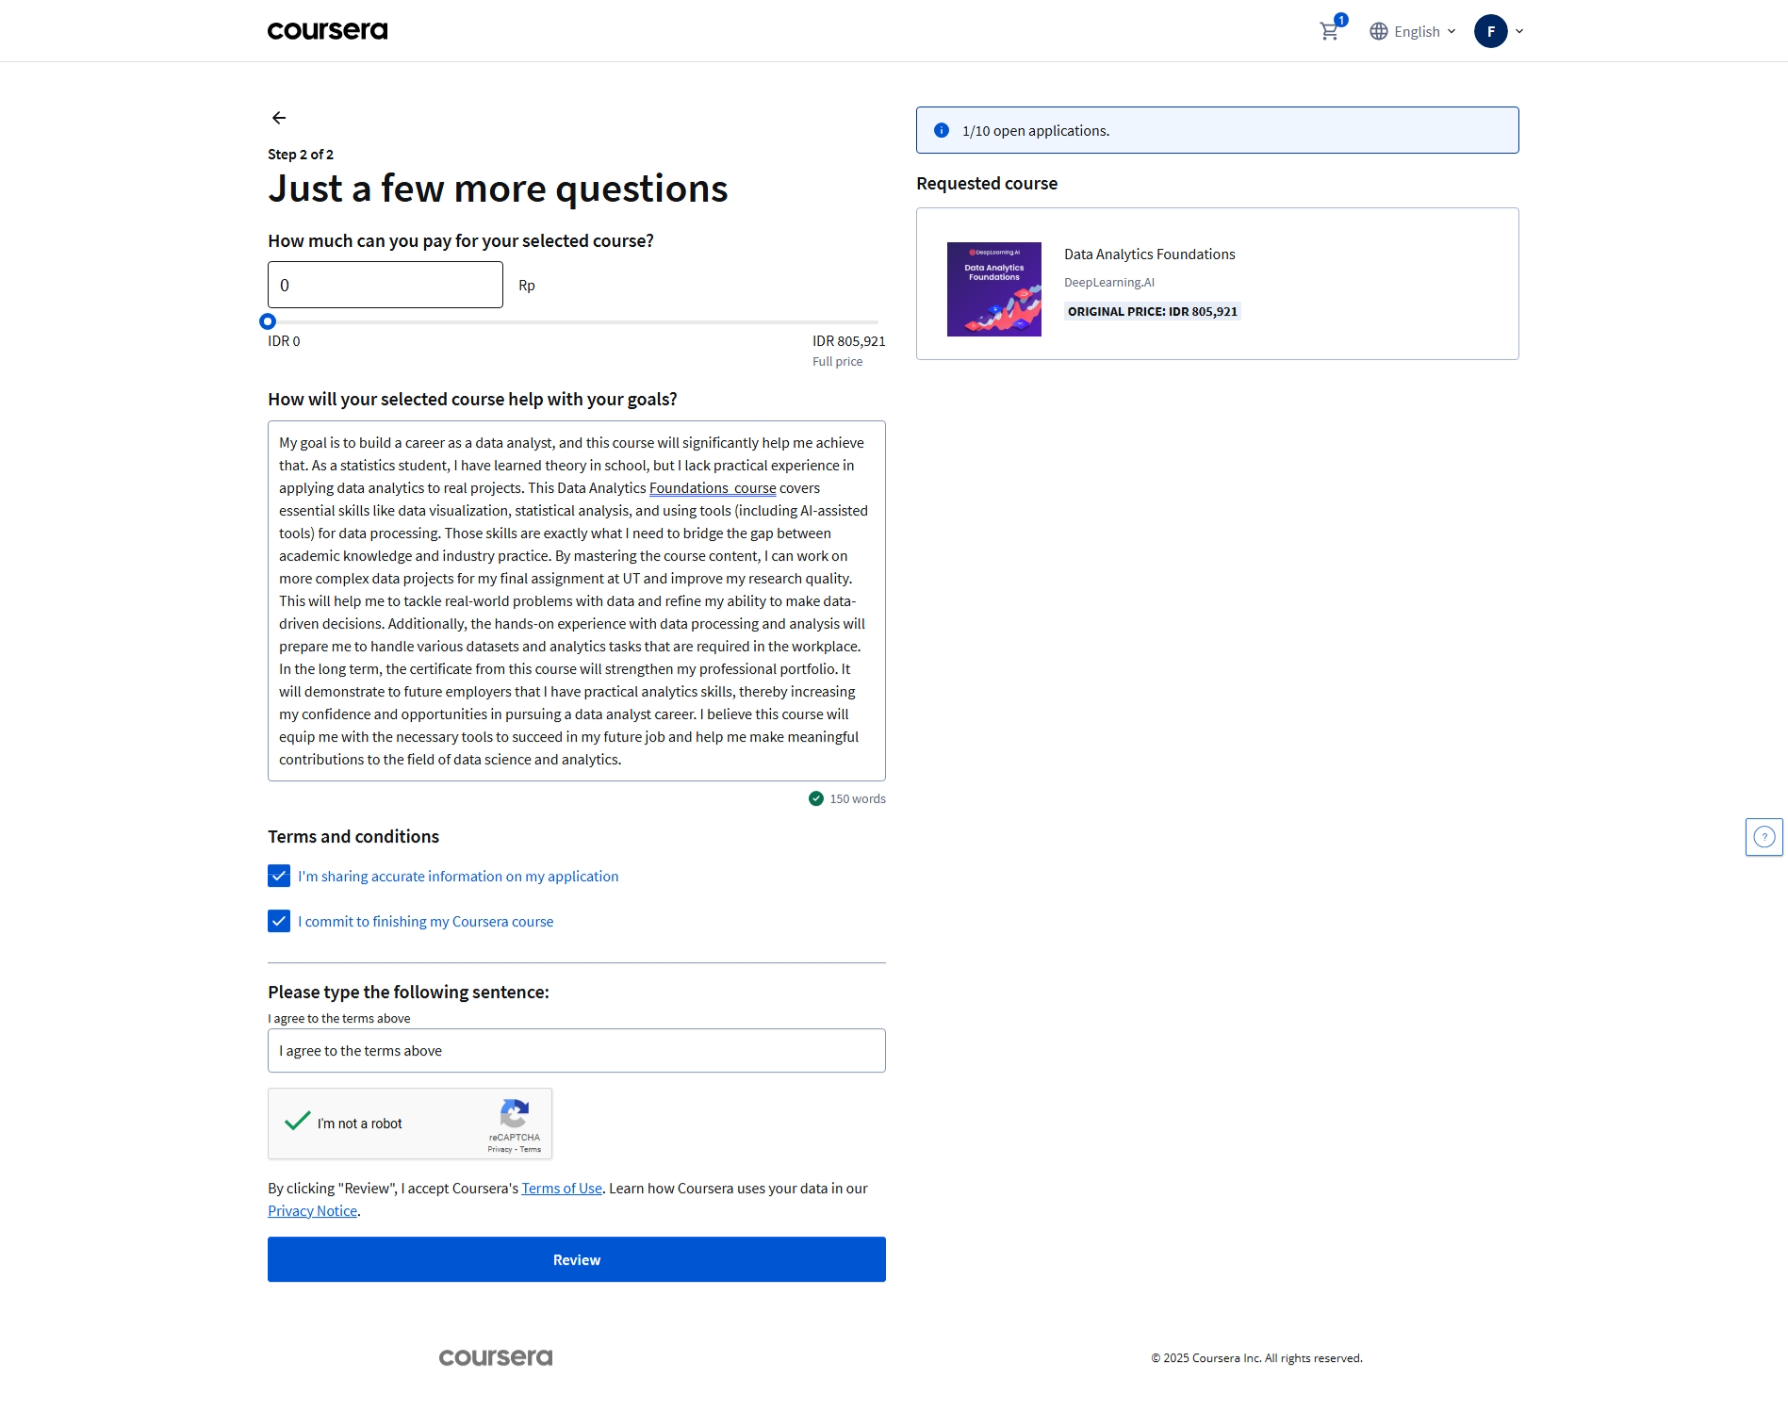 coursera
1
English
F
Step 2 of 2
Just a few more questions
How much can you pay for your selected course?
0
Rp
IDR 0
IDR 805,921
Full price
How will your selected course help with your goals?
My goal is to build a career as a data analyst, and this course will significantly help me achieve
that. As a statistics student, I have learned theory in school, but I lack practical experience in
applying data analytics to real projects. This Data Analytics Foundations  course covers
essential skills like data visualization, statistical analysis, and using tools (including AI-assisted
tools) for data processing. Those skills are exactly what I need to bridge the gap between
academic knowledge and industry practice. By mastering the course content, I can work on
more complex data projects for my final assignment at UT and improve my research quality.
This will help me to tackle real-world problems with data and refine my ability to make data-
driven decisions. Additionally, the hands-on experience with data processing and analysis will
prepare me to handle various datasets and analytics tasks that are required in the workplace.
In the long term, the certificate from this course will strengthen my professional portfolio. It
will demonstrate to future employers that I have practical analytics skills, thereby increasing
my confidence and opportunities in pursuing a data analyst career. I believe this course will
equip me with the necessary tools to succeed in my future job and help me make meaningful
contributions to the field of data science and analytics.
150 words
Terms and conditions
I'm sharing accurate information on my application
I commit to finishing my Coursera course
Please type the following sentence:
I agree to the terms above
I agree to the terms above
I'm not a robot
reCAPTCHA
Privacy - Terms
By clicking "Review", I accept Coursera's Terms of Use. Learn how Coursera uses your data in our
Privacy Notice.
Review
1/10 open applications.
Requested course
DeepLearning.AI
Data Analytics
Foundations
Data Analytics Foundations
DeepLearning.AI
ORIGINAL PRICE: IDR 805,921
?
coursera
© 2025 Coursera Inc. All rights reserved.